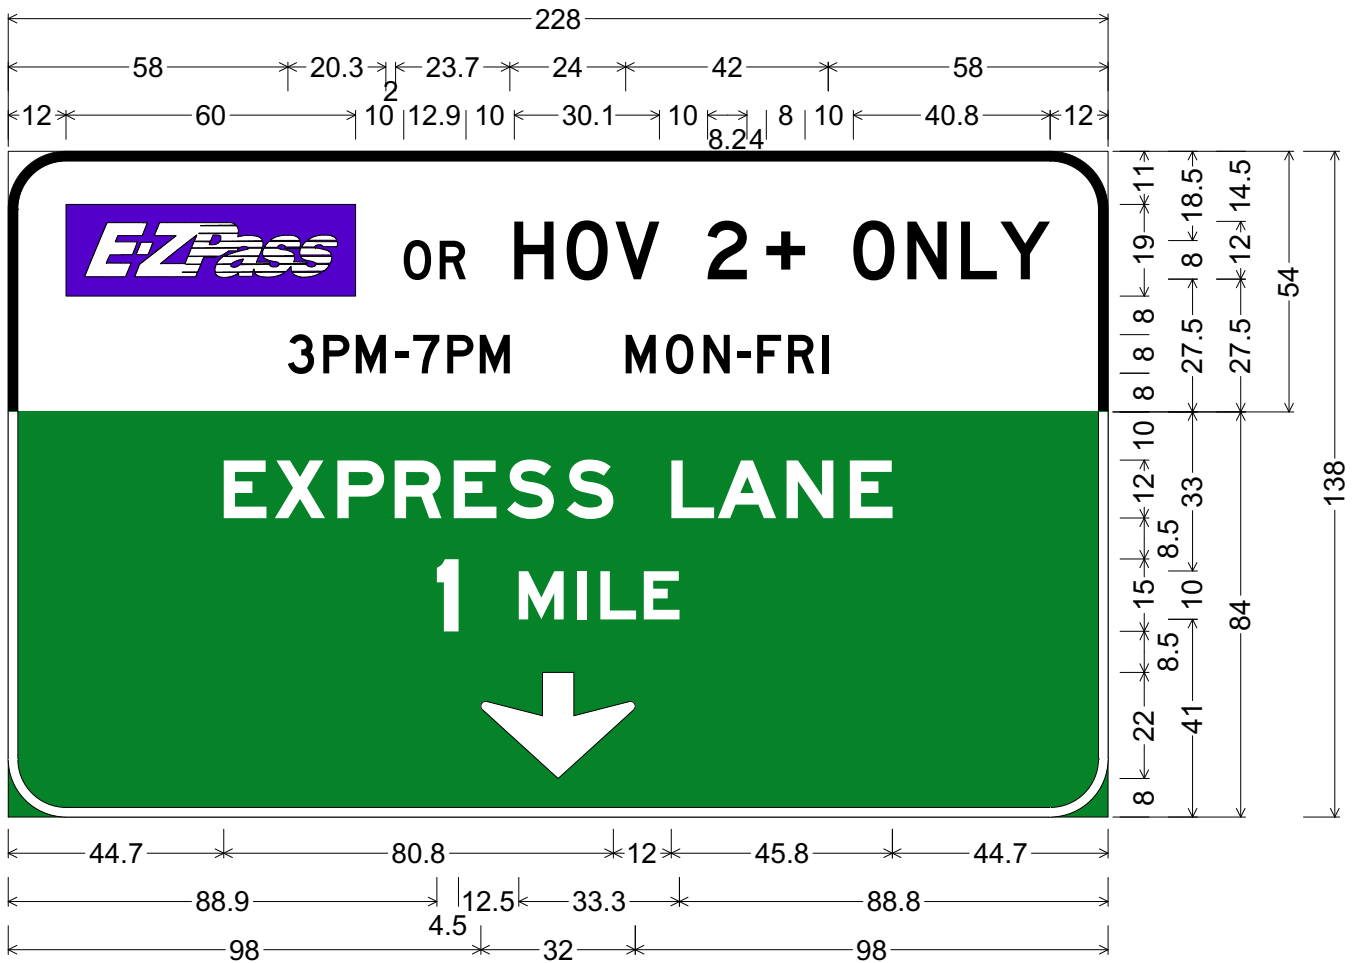 228
58 20.3 2 23.7 24 42 58
12 60 10 12.9 10 30.1 10 8.2 4 8 10 40.8 12
E-ZPass OR HOV 2+ ONLY
3PM-7PM MON-FRI
EXPRESS LANE
1 MILE
11 19 8 8 8 10 12 8.5 15 8.5 22 8
18.5 8 27.5 33 10 41
14.5 12 27.5 84
54
138
44.7 80.8 12 45.8 44.7
88.9 4.5 12.5 33.3 88.8
98 32 98